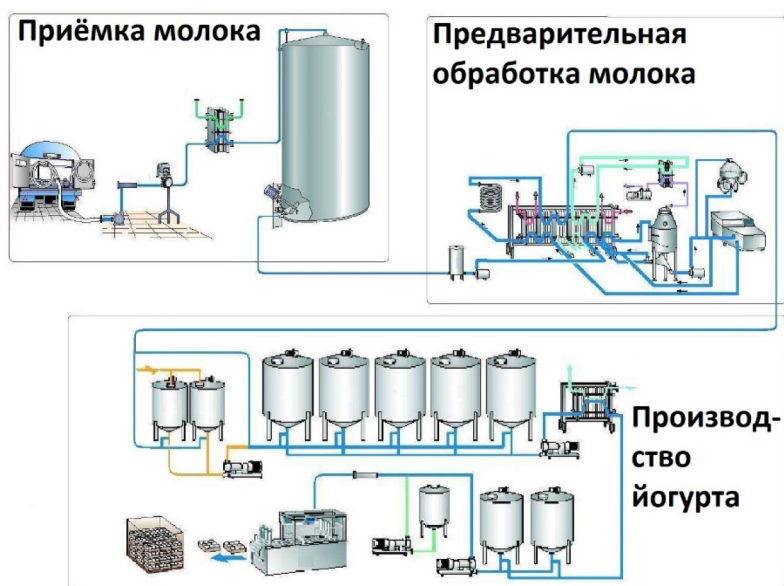 Приёмка молока
Предварительная
обработка молока
Производ-
ство
йогурта